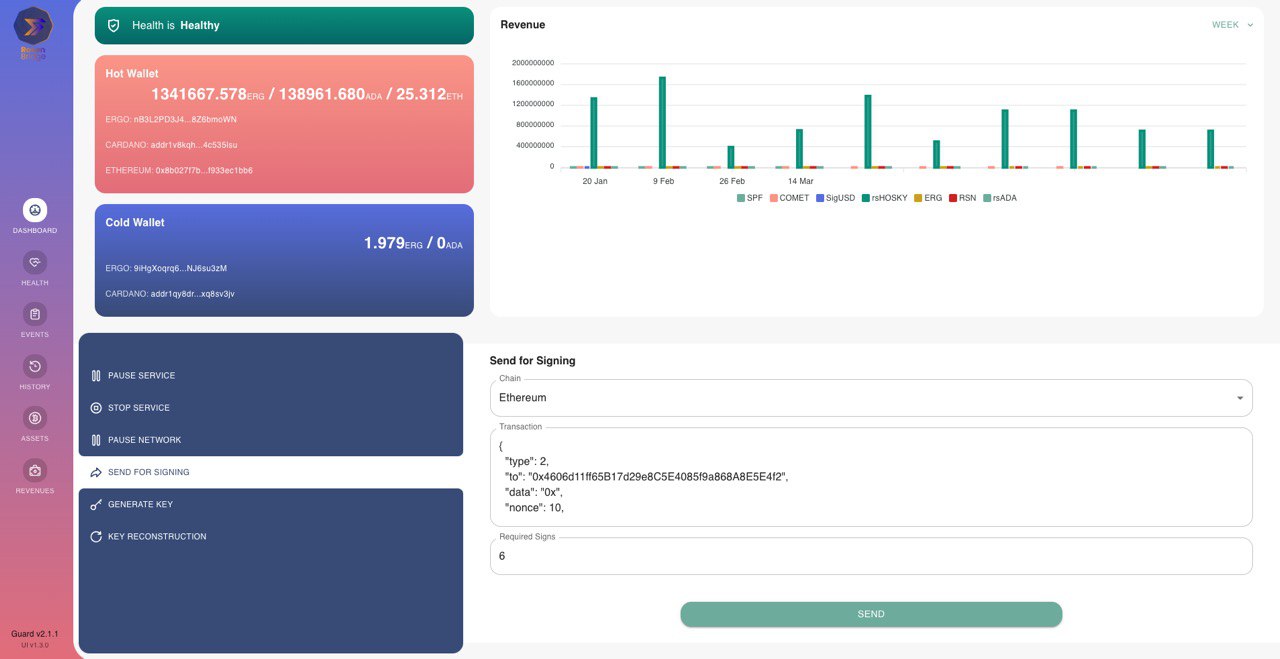 Rosen
Bridge
DASHBOARD
HEALTH
EVENTS
HISTORY
ASSETS
REVENUES
Guard v2.1.1
UI v1.3.0
Health is Healthy
Hot Wallet
1341667.578ERG / 138961.680ADA / 25.312ETH
ERGO: nB3L2PD3J4...8Z6bmoWN
CARDANO: addr1v8kqh...4c535lsu
ETHEREUM: 0x8b027f7b...f933ec1bb6
Cold Wallet
1.979ERG / 0ADA
ERGO: 9iHgXoqrq6...NJ6su3zM
CARDANO: addr1qy8dr...xq8sv3jv
Revenue
WEEK
2000000000
1600000000
1200000000
800000000
400000000
0
20 Jan 9 Feb 26 Feb 14 Mar
SPF COMET SigUSD rsHOSKY ERG RSN rsADA
PAUSE SERVICE
STOP SERVICE
PAUSE NETWORK
SEND FOR SIGNING
GENERATE KEY
KEY RECONSTRUCTION
Send for Signing
Chain
Ethereum
Transaction
{
"type": 2,
"to": "0x4606d11ff65B17d29e8C5E4085f9a868A8E5E4f2",
"data": "0x",
"nonce": 10,
Required Signs
6
SEND